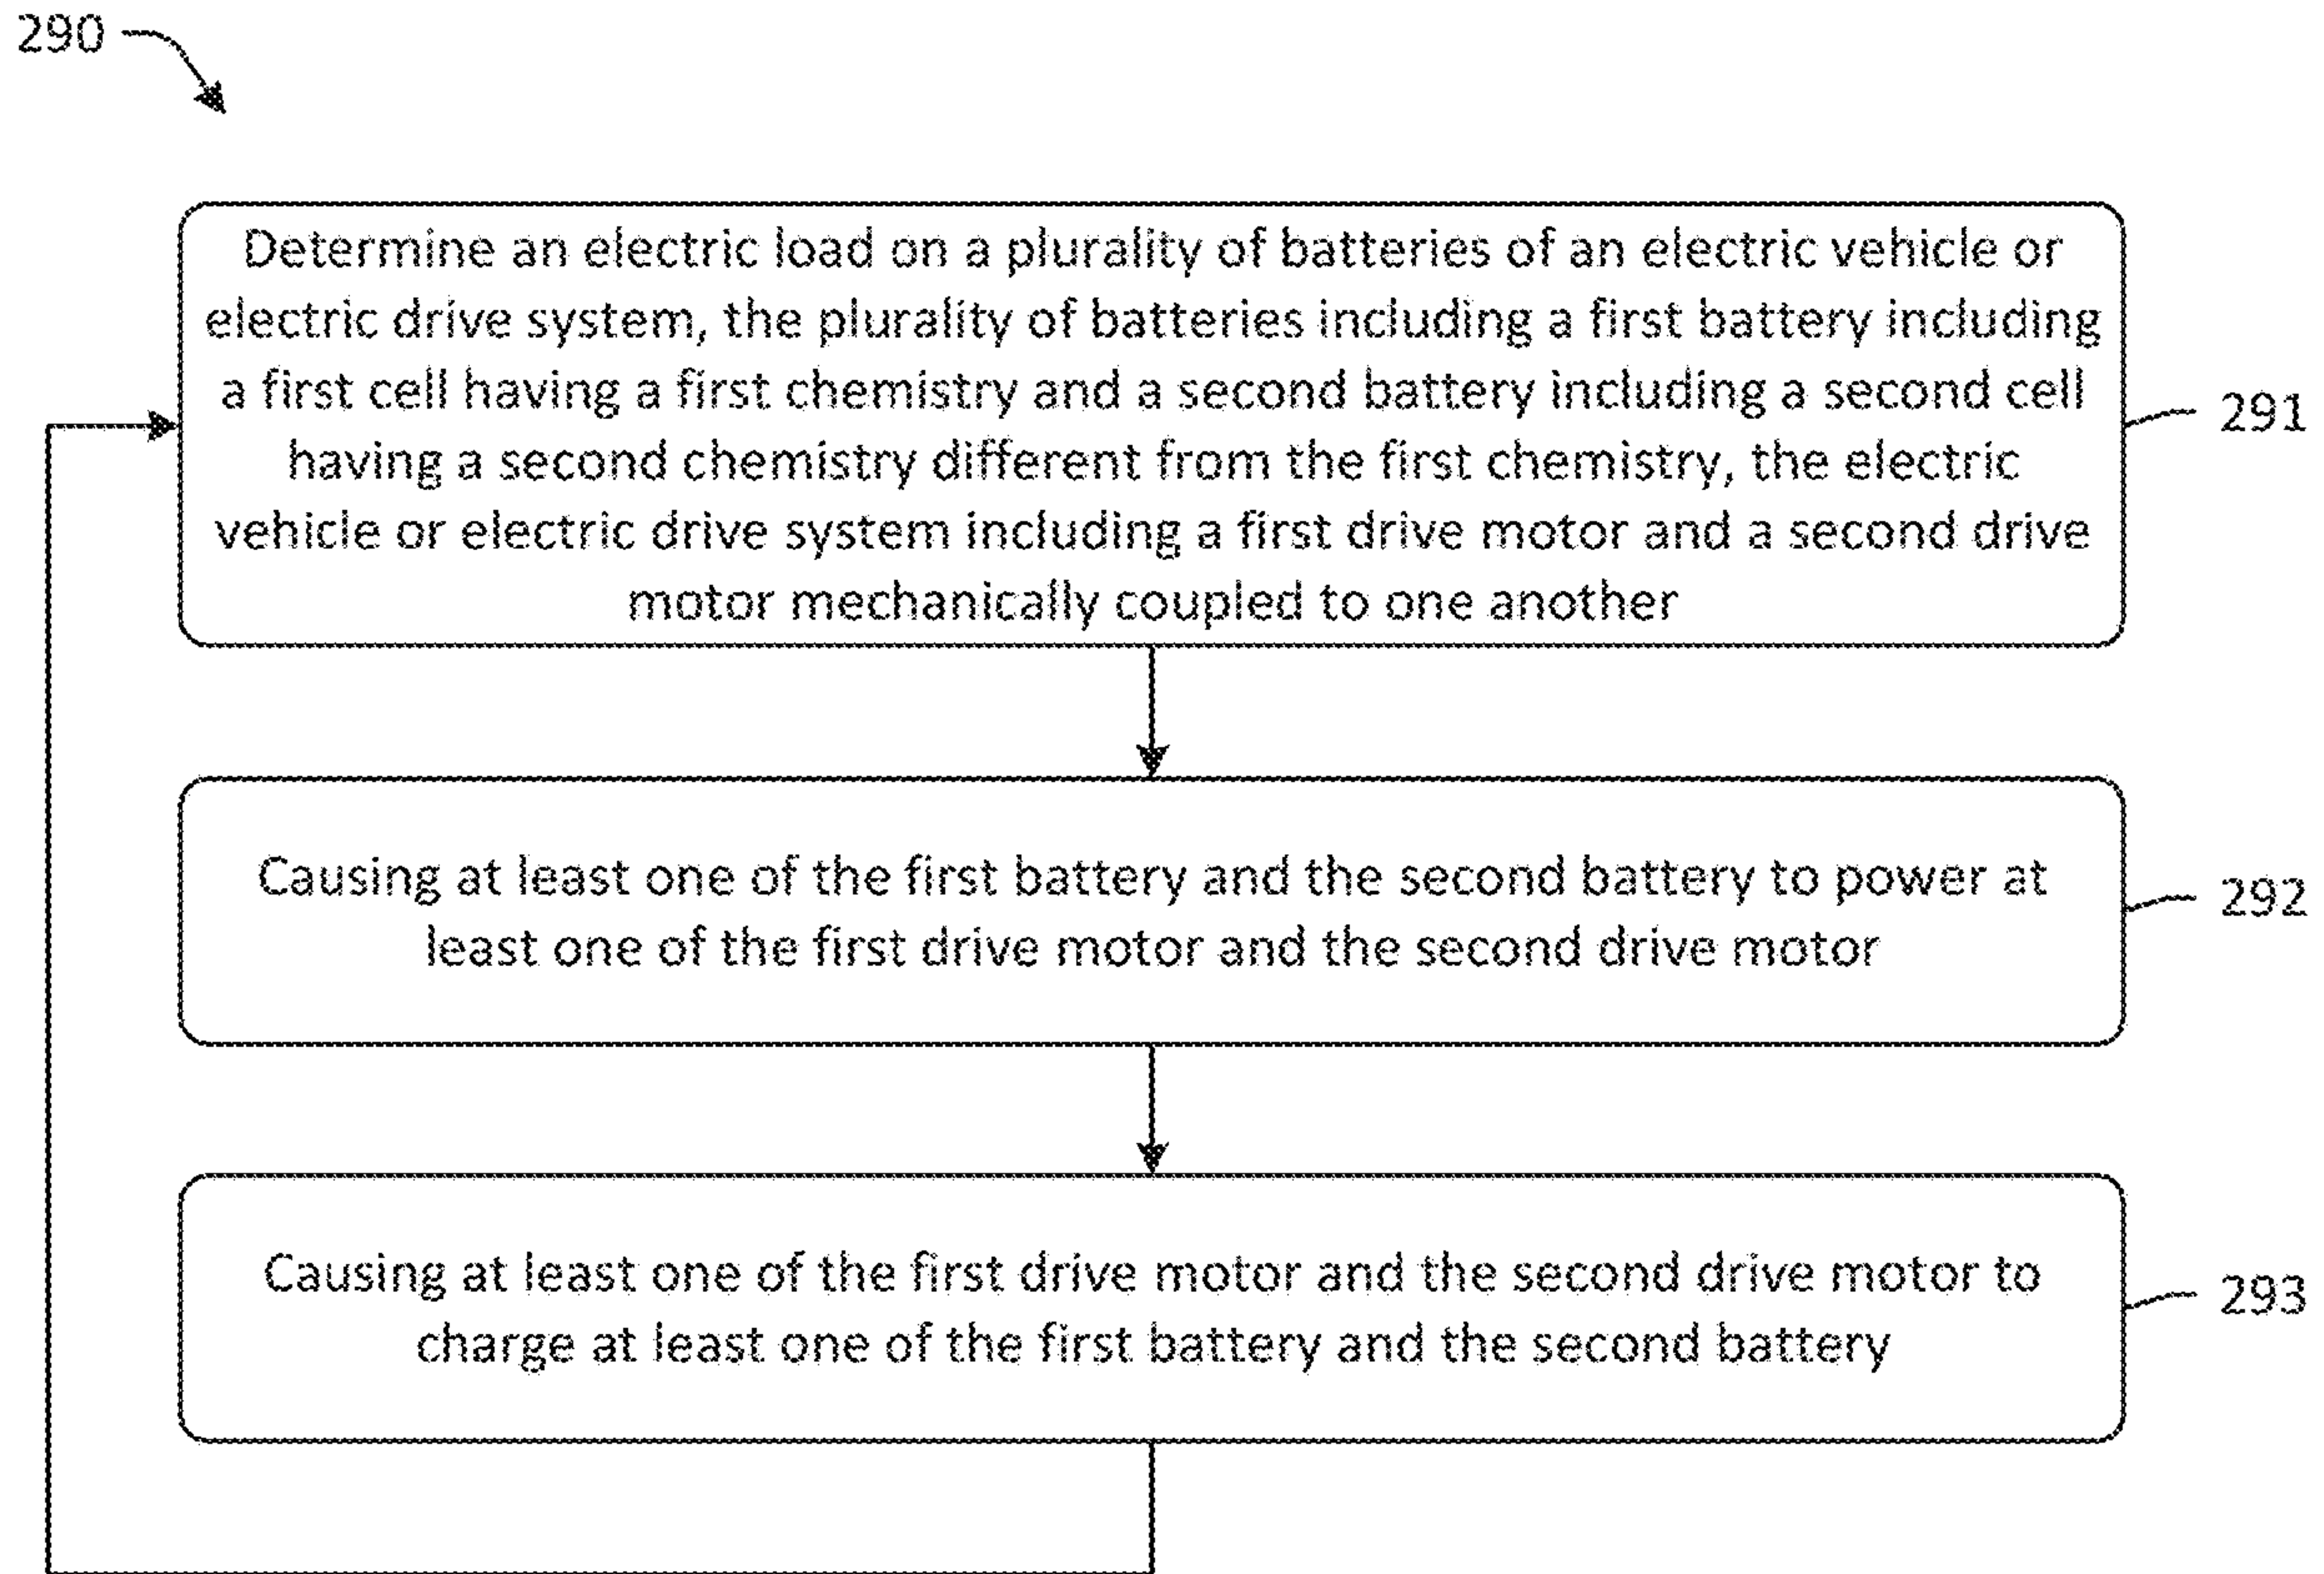 290
Determine an electric load on a plurality of batteries of an electric vehicle or
electric drive system, the plurality of batteries including a first battery including
a first cell having a first chemistry and a second battery including a second cell
having a second chemistry different from the first chemistry, the electric
vehicle or electric drive system including a first drive motor and a second drive
motor mechanically coupled to one another
291
Causing at least one of the first battery and the second battery to power at
least one of the first drive motor and the second drive motor
292
Causing at least one of the first drive motor and the second drive motor to
charge at least one of the first battery and the second battery
293